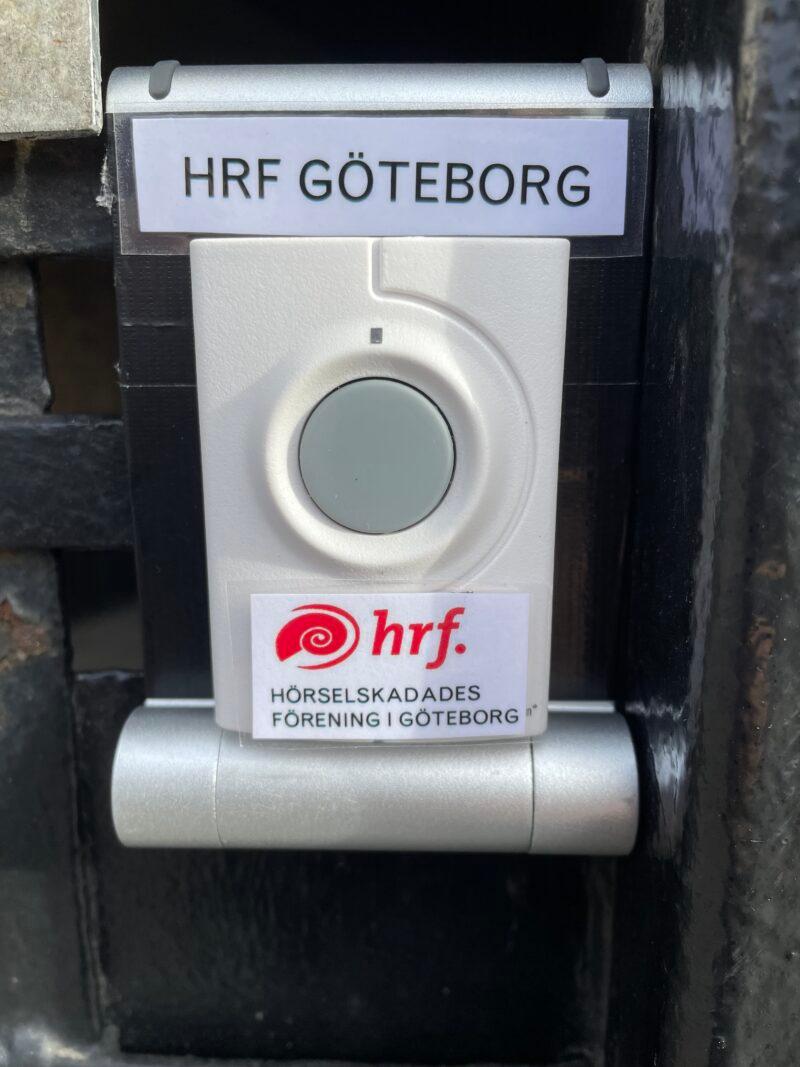 HRF GÖTEBORG
hrf.
HÖRSELSKADADES
FÖRENING I GÖTEBORG